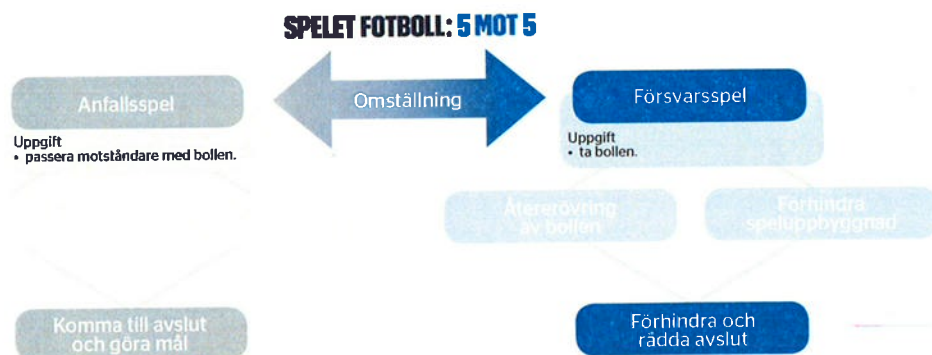 SPELET FOTBOLL: 5 MOT 5
Anfallsspel
Omställning
Försvarsspel
Uppgift
• passera motståndare med bollen.
Uppgift
• ta bollen.
Återerövring
av bollen
Förhindra
speluppbyggnad
Komma till avslut
och göra mål
Förhindra och
rädda avslut